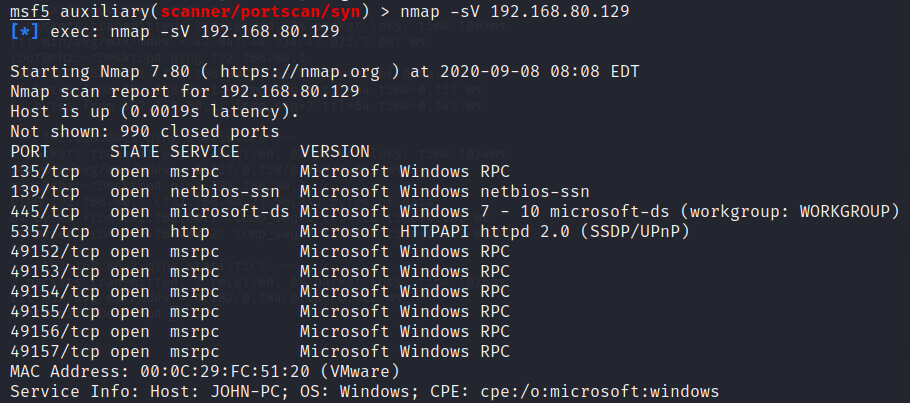 msf5 auxiliary(scanner/portscan/syn) > nmap -sV 192.168.80.129
[*] exec: nmap -sV 192.168.80.129
Starting Nmap 7.80 ( https://nmap.org ) at 2020-09-08 08:08 EDT
Nmap scan report for 192.168.80.129
Host is up (0.0019s latency).
Not shown: 990 closed ports
PORT      STATE SERVICE      VERSION
135/tcp   open  msrpc        Microsoft Windows RPC
139/tcp   open  netbios-ssn  Microsoft Windows netbios-ssn
445/tcp   open  microsoft-ds Microsoft Windows 7 - 10 microsoft-ds (workgroup: WORKGROUP)
5357/tcp  open  http         Microsoft HTTPAPI httpd 2.0 (SSDP/UPnP)
49152/tcp open  msrpc        Microsoft Windows RPC
49153/tcp open  msrpc        Microsoft Windows RPC
49154/tcp open  msrpc        Microsoft Windows RPC
49155/tcp open  msrpc        Microsoft Windows RPC
49156/tcp open  msrpc        Microsoft Windows RPC
49157/tcp open  msrpc        Microsoft Windows RPC
MAC Address: 00:0C:29:FC:51:20 (VMware)
Service Info: Host: JOHN-PC; OS: Windows; CPE: cpe:/o:microsoft:windows